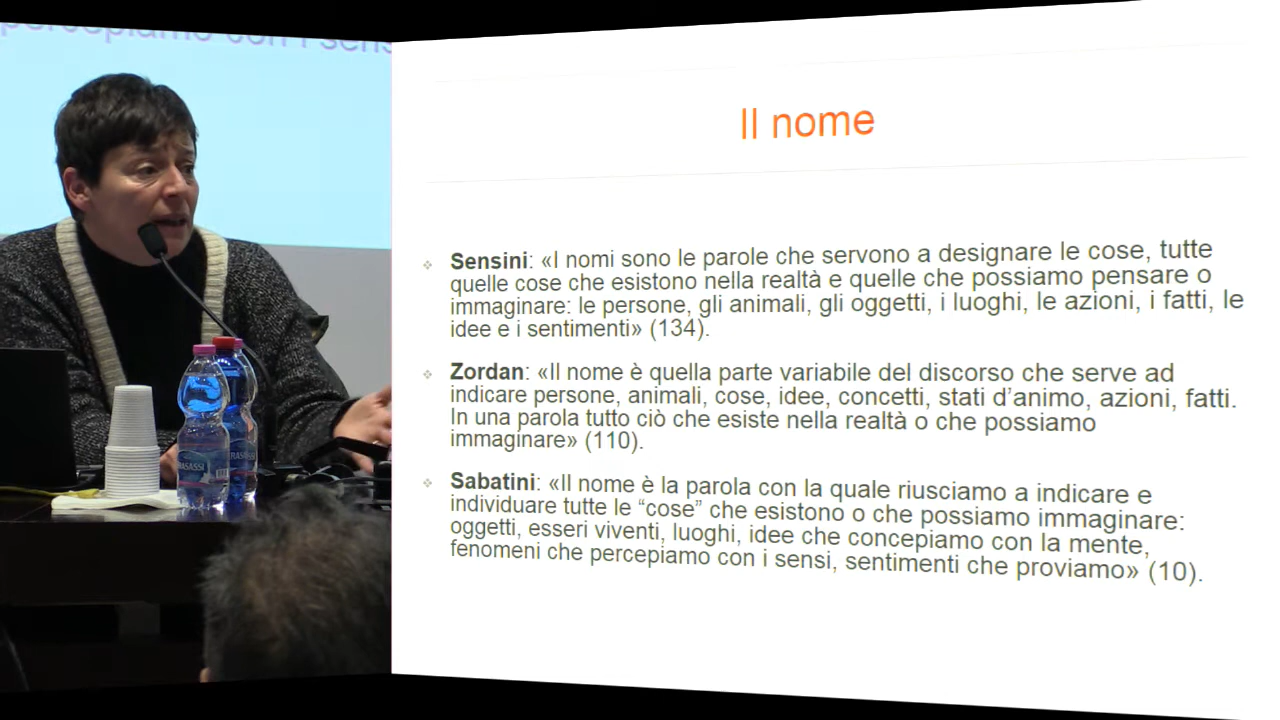 percepiamo con i sens
Il nome
Sensini: «I nomi sono le parole che servono a designare le cose, tutte
quelle cose che esistono nella realtà e quelle che possiamo pensare o
immaginare: le persone, gli animali, gli oggetti, i luoghi, le azioni, i fatti, le
idee e i sentimenti» (134).
Zordan: «Il nome è quella parte variabile del discorso che serve ad
indicare persone, animali, cose, idee, concetti, stati d’animo, azioni, fatti.
In una parola tutto ciò che esiste nella realtà o che possiamo
immaginare» (110).
Sabatini: «Il nome è la parola con la quale riusciamo a indicare e
individuare tutte le “cose” che esistono o che possiamo immaginare:
oggetti, esseri viventi, luoghi, idee che concepiamo con la mente,
fenomeni che percepiamo con i sensi, sentimenti che proviamo» (10).
RASASSI